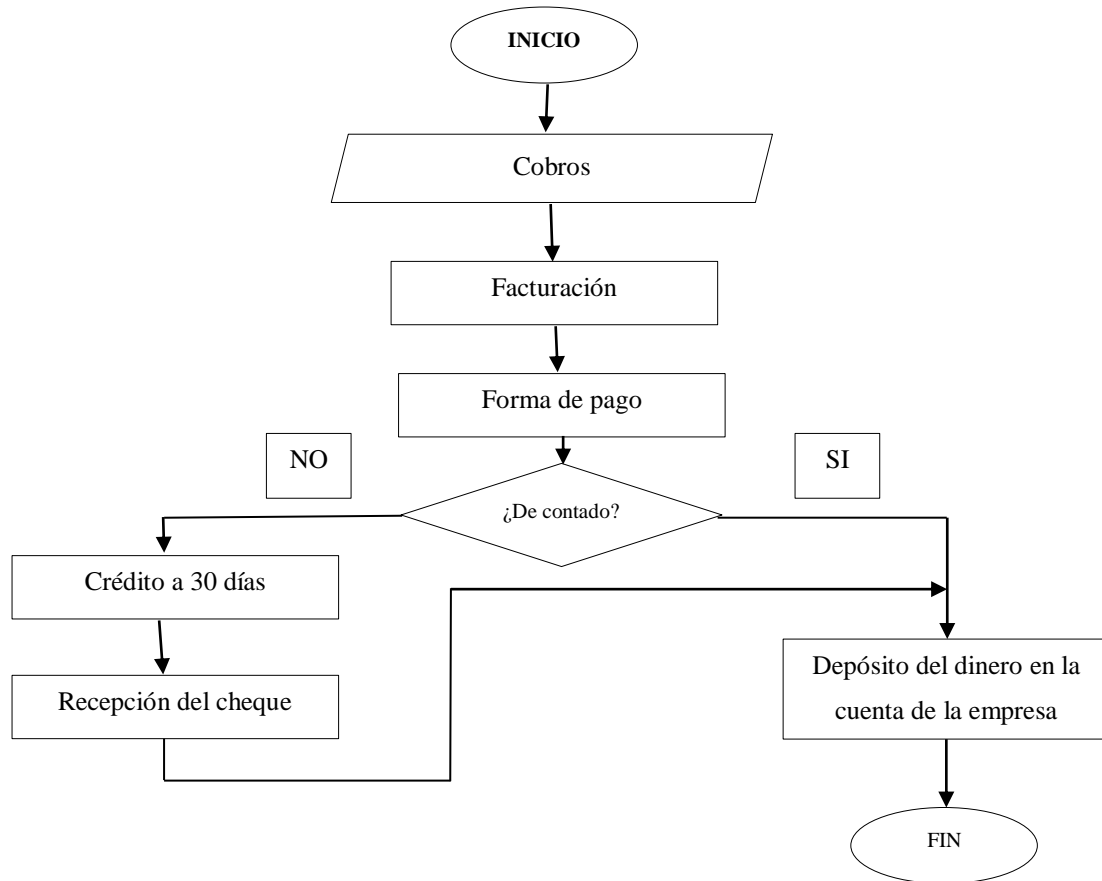 INICIO
Cobros
Facturación
Forma de pago
NO
SI
¿De contado?
Crédito a 30 días
Recepción del cheque
Depósito del dinero en la
cuenta de la empresa
FIN